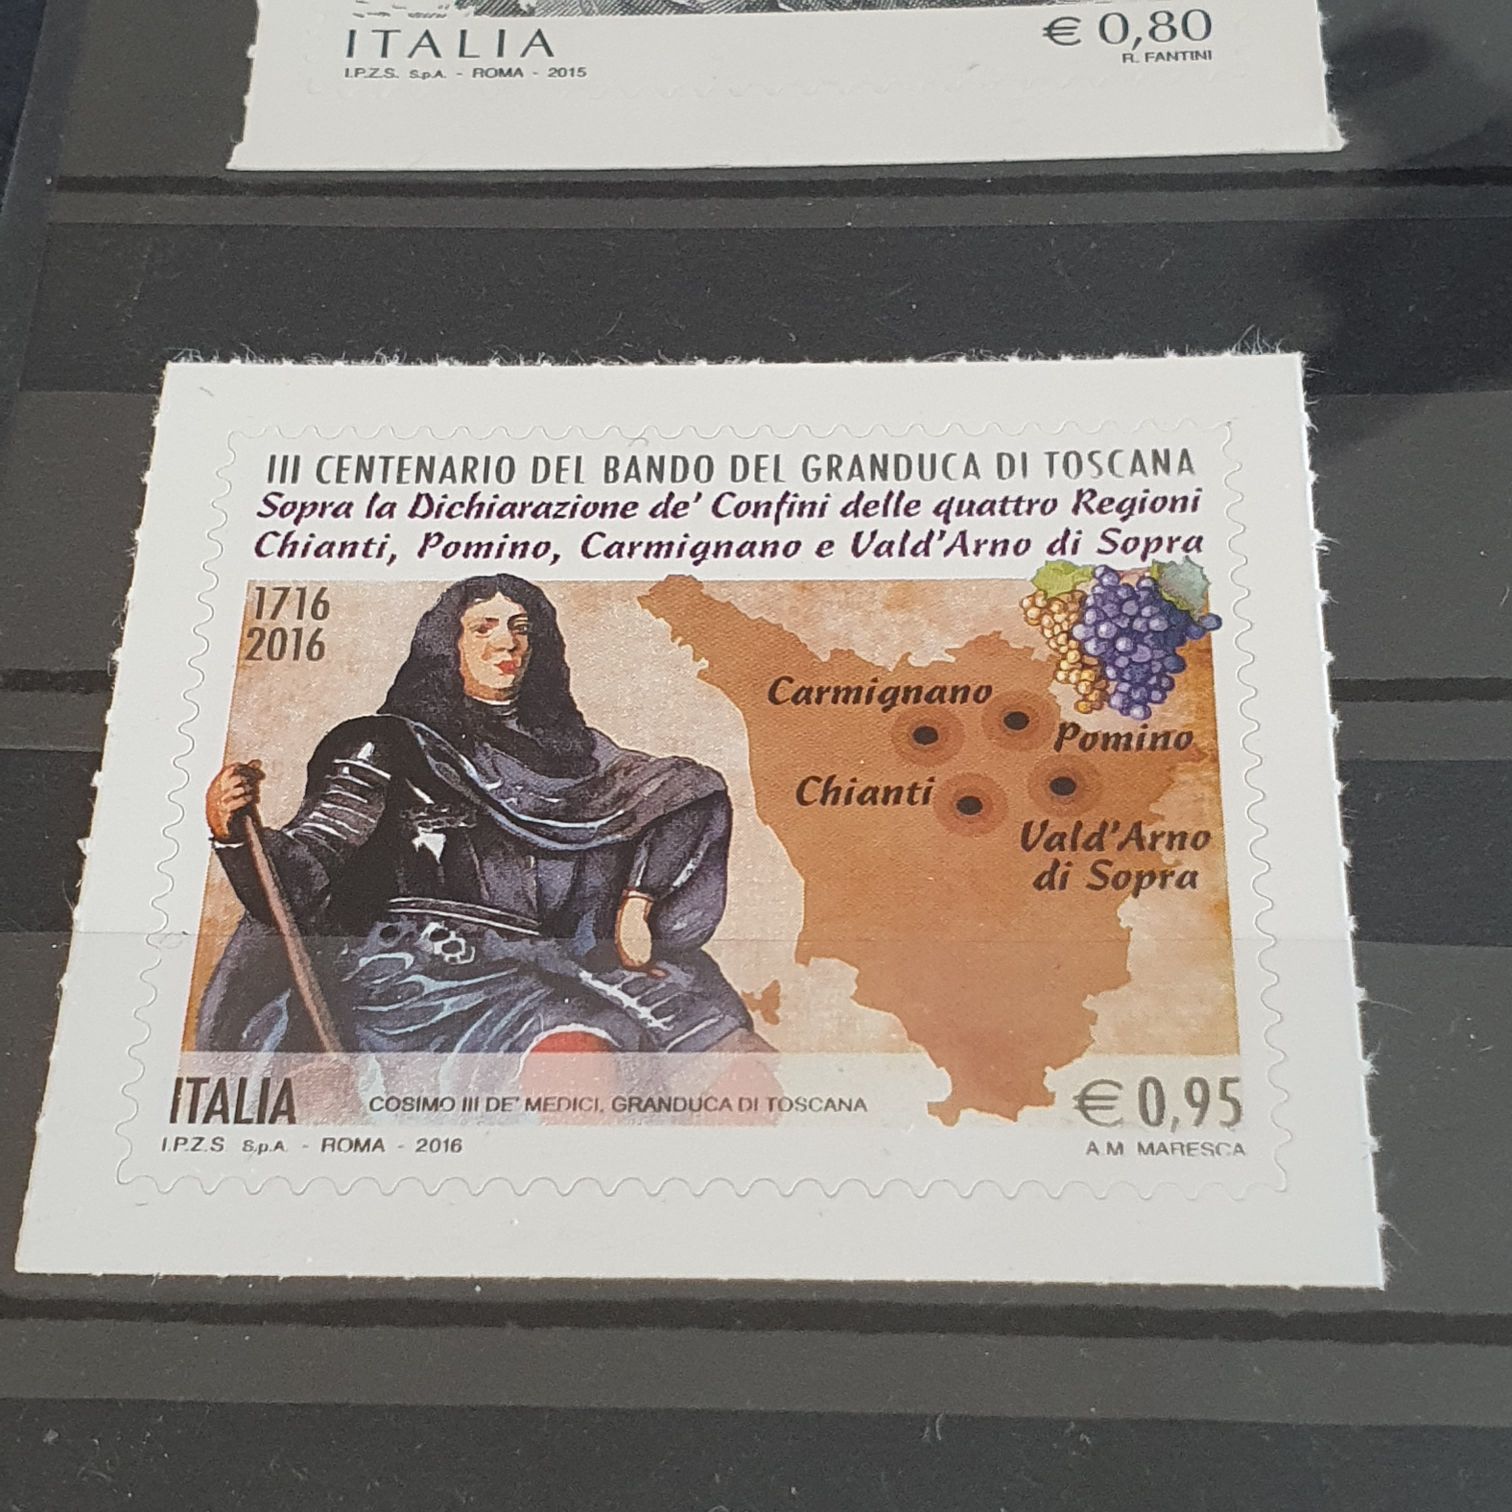 ITALIA
€ 0,80
I.P.Z.S. S.p.A. - ROMA - 2015
R. FANTINI
III CENTENARIO DEL BANDO DEL GRANDUCA DI TOSCANA
Sopra la Dichiarazione de' Confini delle quattro Regioni
Chianti, Pomino, Carmignano e Vald'Arno di Sopra
1716
2016
Carmignano
Pomino
Chianti
Vald'Arno
di Sopra
ITALIA
COSIMO III DE' MEDICI, GRANDUCA DI TOSCANA
€ 0,95
I.P.Z.S S.p.A. - ROMA - 2016
A.M MARESCA